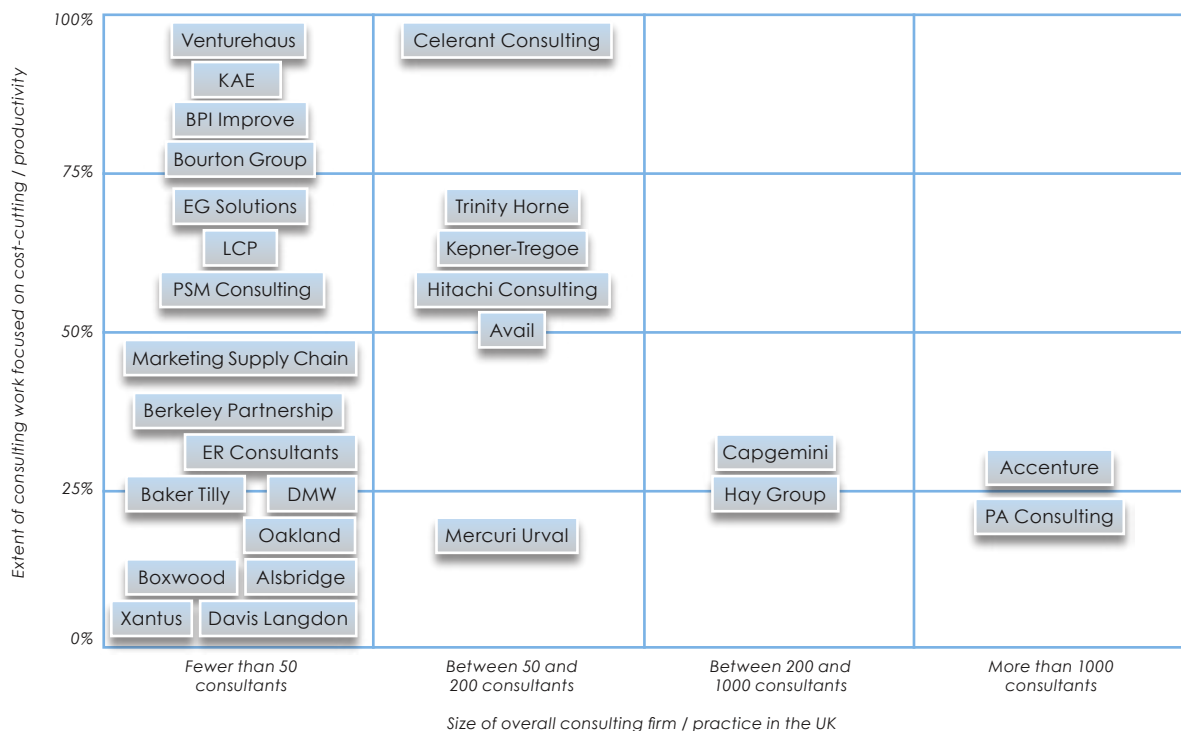 100%
Venturehaus
Celerant Consulting
KAE
BPI Improve
Bourton Group
75%
EG Solutions
Trinity Horne
LCP
Kepner-Tregoe
PSM Consulting
Hitachi Consulting
50%
Avail
Marketing Supply Chain
Berkeley Partnership
ER Consultants
Capgemini
Accenture
25%
Baker Tilly
DMW
Hay Group
PA Consulting
Oakland
Mercuri Urval
Boxwood
Alsbridge
Xantus
Davis Langdon
0%
Extent of consulting work focused on cost-cutting / productivity
Fewer than 50
consultants
Between 50 and
200 consultants
Between 200 and
1000 consultants
More than 1000
consultants
Size of overall consulting firm / practice in the UK